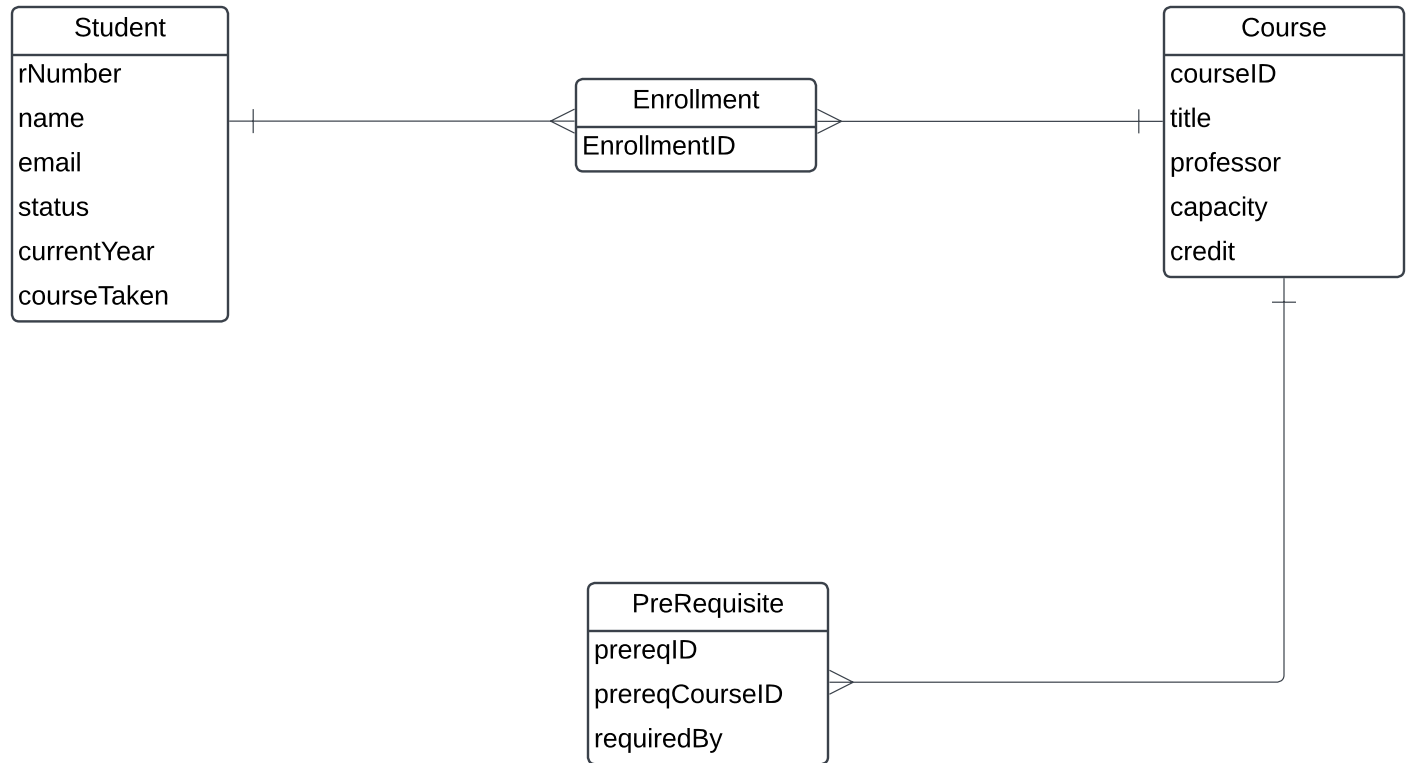 Student
rNumber
name
email
status
currentYear
courseTaken
Enrollment
EnrollmentID
Course
courseID
title
professor
capacity
credit
PreRequisite
prereqID
prereqCourseID
requiredBy